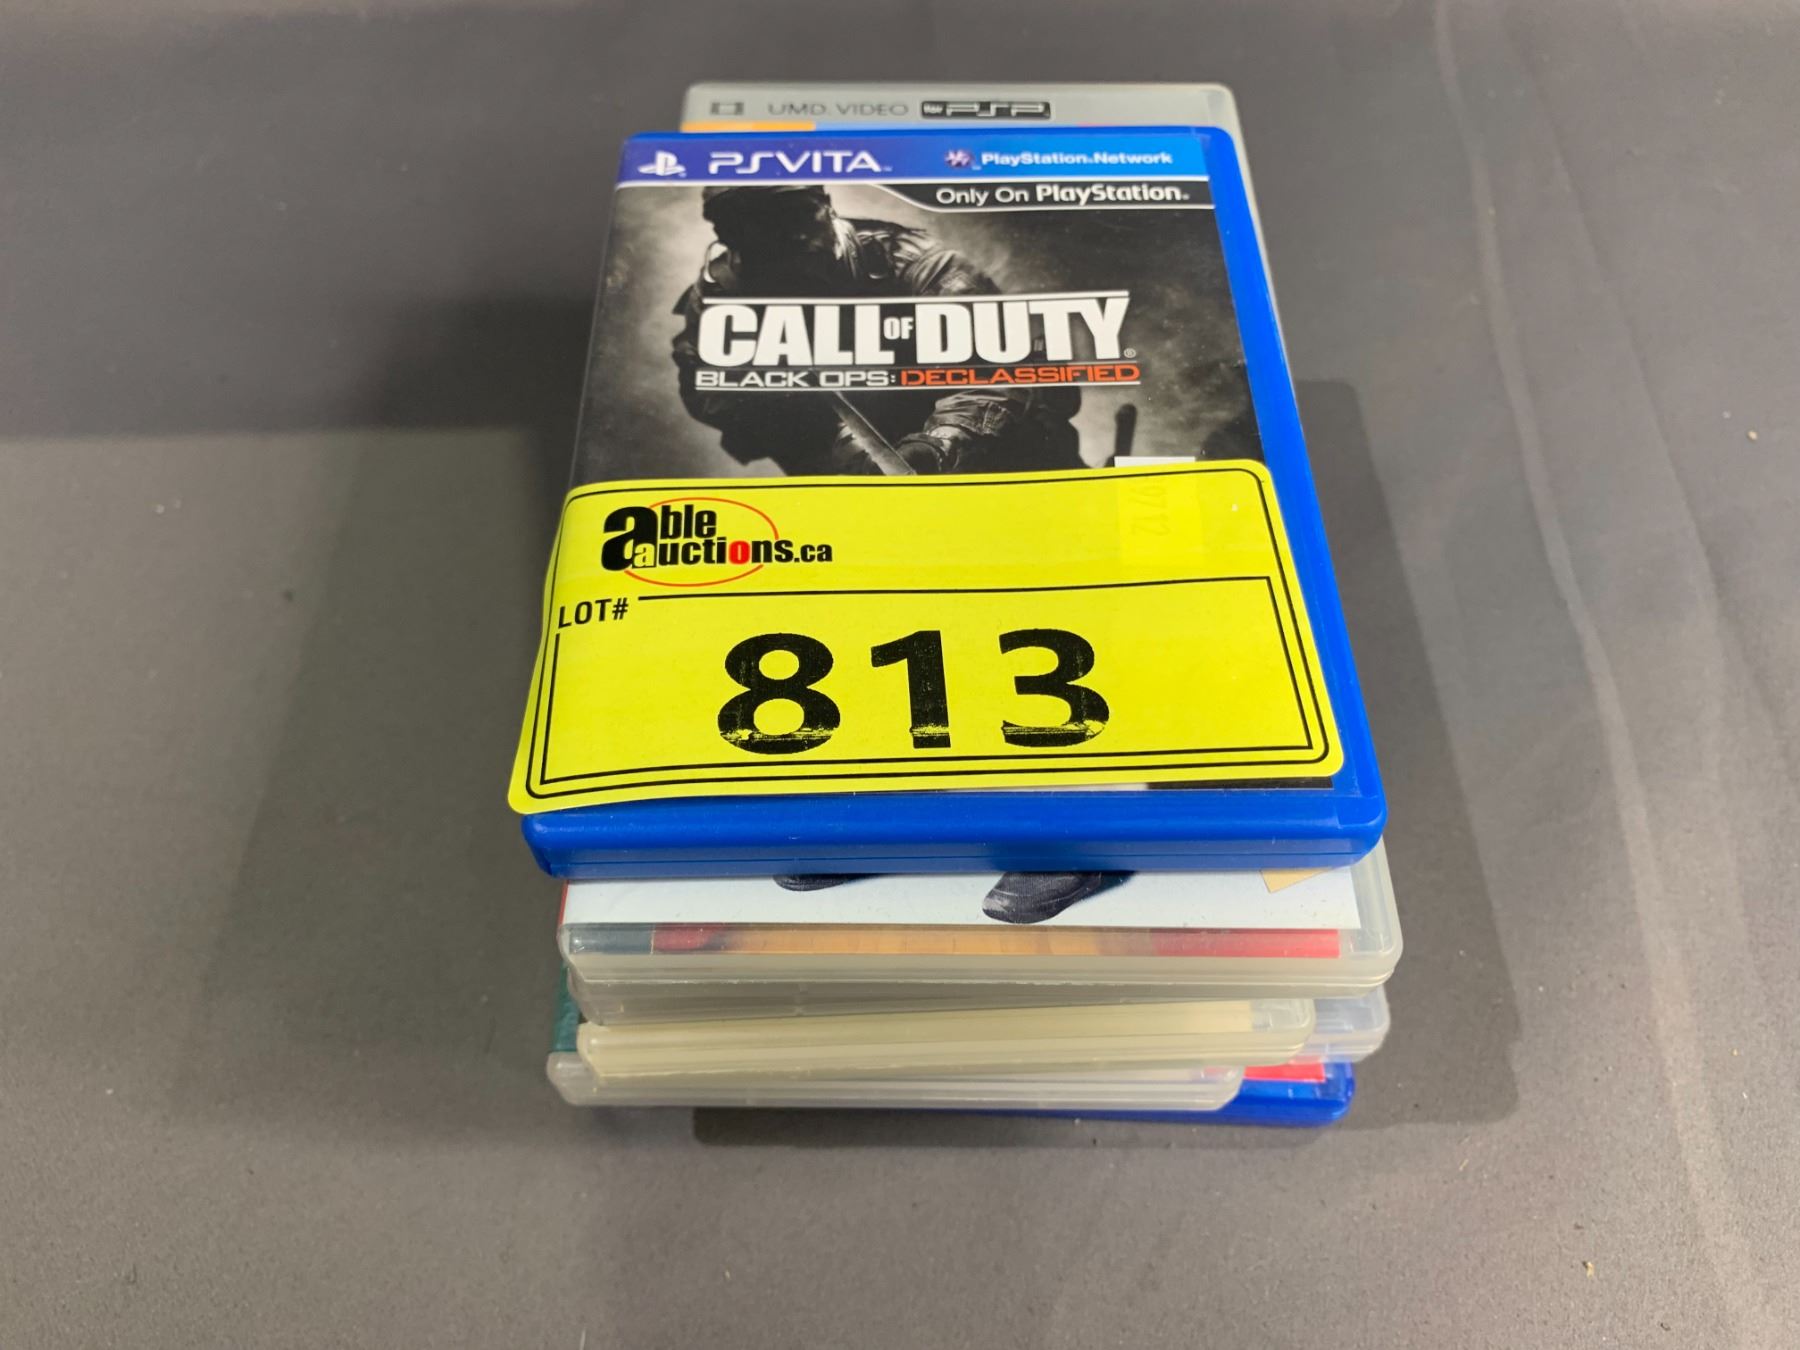 UMD. VIDEO for PSP
PSVITA PlayStation.Network
Only On PlayStation.
CALL OF DUTY
BLACK OPS: DECLASSIFIED
able
auctions.ca
LOT#
813